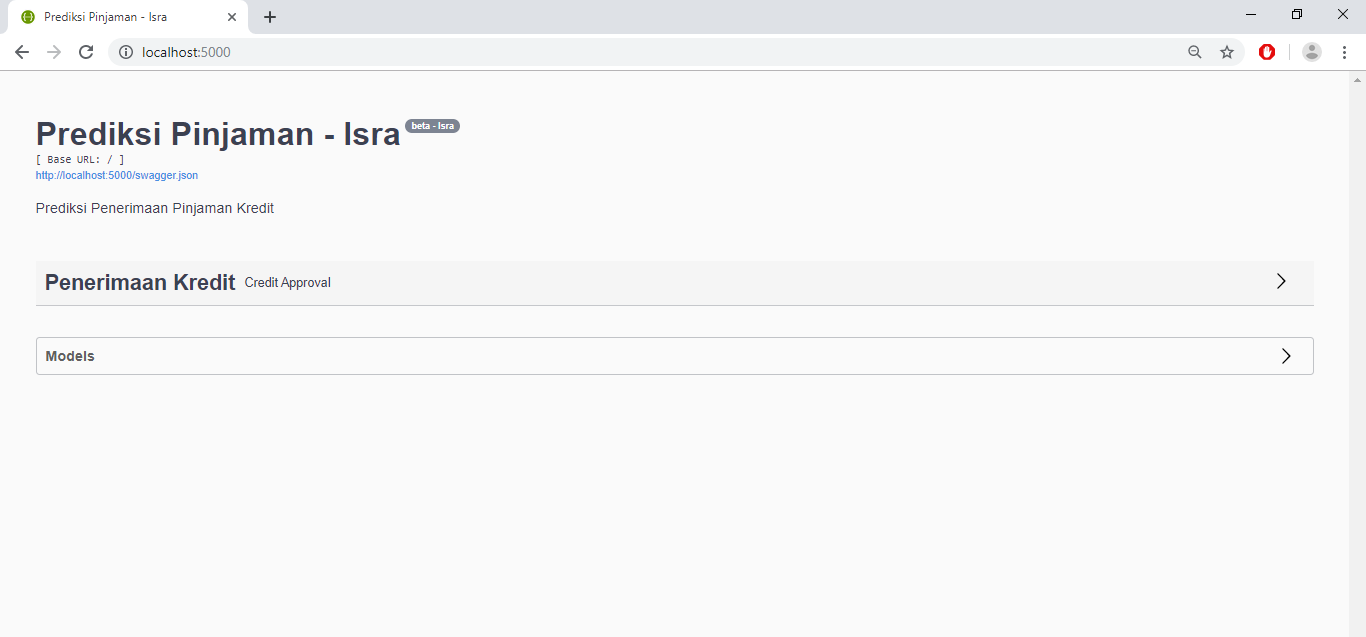 Prediksi Pinjaman - Isra
localhost:5000
Prediksi Pinjaman - Isra beta - Isra
[ Base URL: / ]
http://localhost:5000/swagger.json
Prediksi Penerimaan Pinjaman Kredit
Penerimaan Kredit Credit Approval
Models